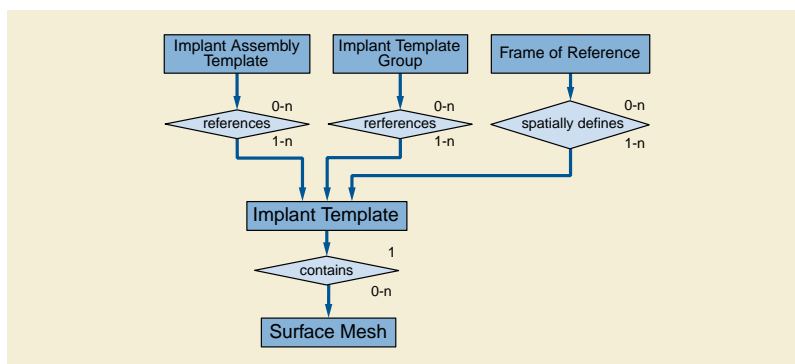 Implant Assembly
Template
Implant Template
Group
Frame of Reference
0-n
references
1-n
0-n
rerferences
1-n
0-n
spatially defines
1-n
Implant Template
1
contains
0-n
Surface Mesh